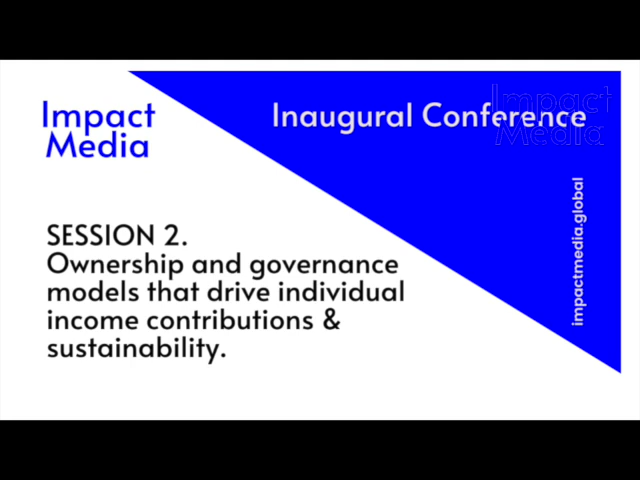 Impact
Media
Inaugural Conference
Impact
Media
impactmedia.global
SESSION 2.
Ownership and governance
models that drive individual
income contributions &
sustainability.